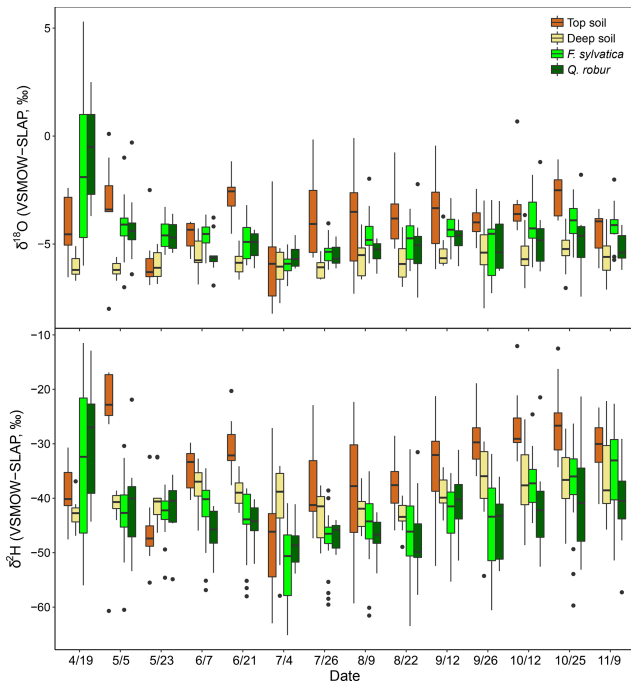 Top soil
Deep soil
F. sylvatica
Q. robur
5
0
−5
δ¹⁸O (VSMOW−SLAP, ‰)
−10
−20
−30
−40
−50
−60
δ²H (VSMOW−SLAP, ‰)
4/19 5/5 5/23 6/7 6/21 7/4 7/26 8/9 8/22 9/12 9/26 10/12 10/25 11/9
Date